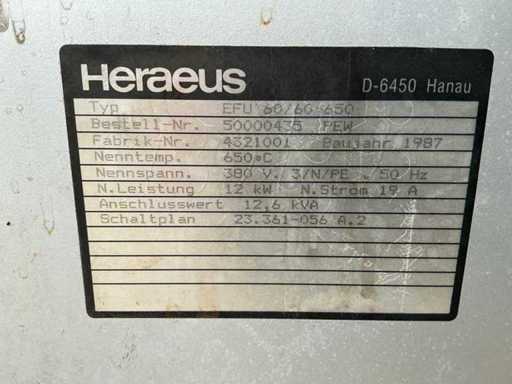 Heraeus D-6450 Hanau
Typ EFU 60/60-650
Bestell-Nr. 50000435 PEW
Fabrik-Nr. 4321001 Baujahr 1987
Nenntemp. 650°C
Nennspann. 380 V. 3/N/PE . 50 Hz
N.Leistung 12 kW N.Strom 19 A
Anschlusswert 12,6 kVA
Schaltplan 23.361-056 A.2